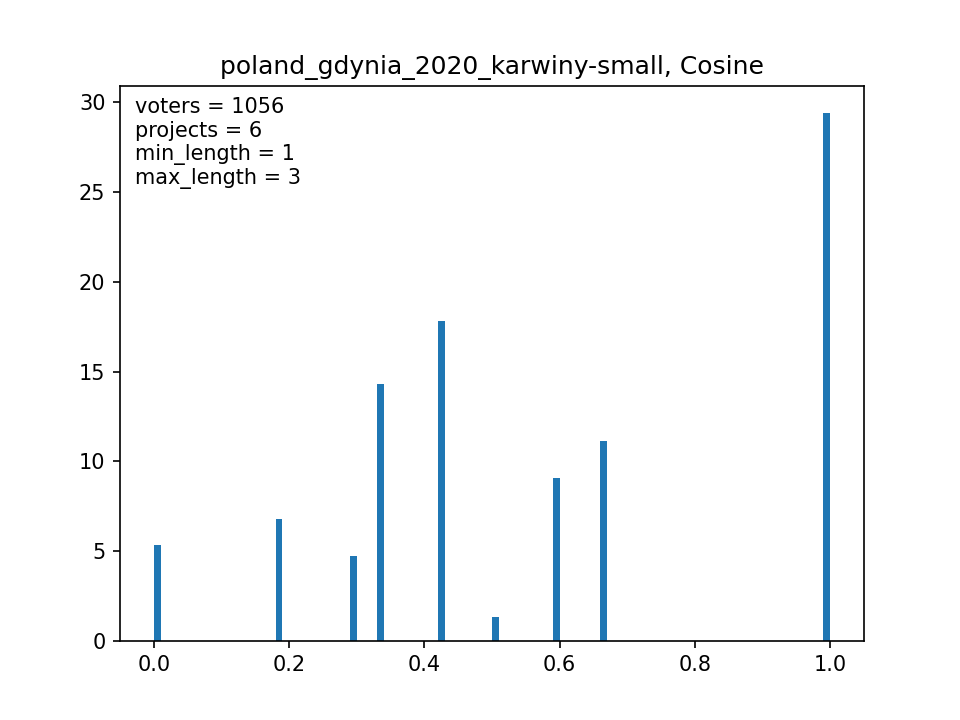 poland_gdynia_2020_karwiny-small, Cosine
30
voters = 1056
projects = 6
min_length = 1
max_length = 3
25
20
15
10
5
0
0.0 0.2 0.4 0.6 0.8 1.0